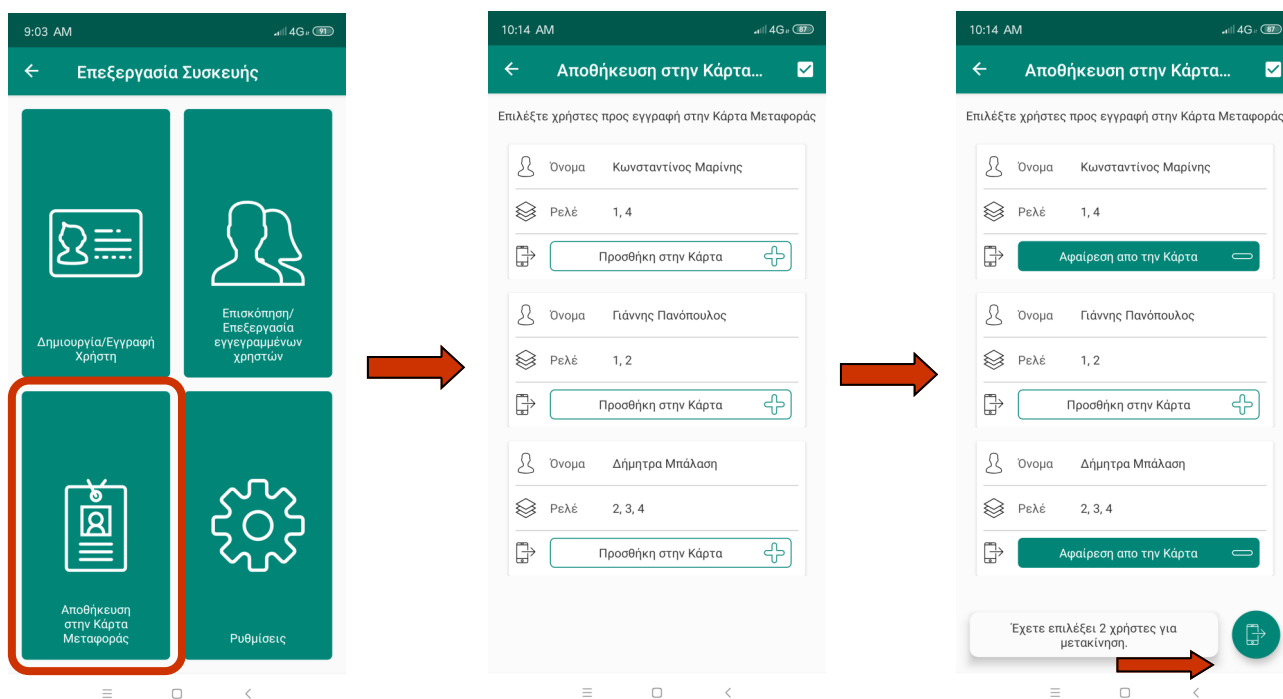 9:03 AM
4G 91
Επεξεργασία Συσκευής
Δημιουργία/Εγγραφή
Χρήστη
Επισκόπηση/
Επεξεργασία
εγγεγραμμένων
χρηστών
Αποθήκευση
στην Κάρτα
Μεταφοράς
Ρυθμίσεις
10:14 AM
4G 87
Αποθήκευση στην Κάρτα...
Επιλέξτε χρήστες προς εγγραφή στην Κάρτα Μεταφοράς
Όνομα Κωνσταντίνος Μαρίνης
Ρελέ 1, 4
Προσθήκη στην Κάρτα
Όνομα Γιάννης Πανόπουλος
Ρελέ 1, 2
Προσθήκη στην Κάρτα
Όνομα Δήμητρα Μπάλαση
Ρελέ 2, 3, 4
Προσθήκη στην Κάρτα
10:14 AM
4G 87
Αποθήκευση στην Κάρτα...
Επιλέξτε χρήστες προς εγγραφή στην Κάρτα Μεταφοράς
Όνομα Κωνσταντίνος Μαρίνης
Ρελέ 1, 4
Αφαίρεση απο την Κάρτα
Όνομα Γιάννης Πανόπουλος
Ρελέ 1, 2
Προσθήκη στην Κάρτα
Όνομα Δήμητρα Μπάλαση
Ρελέ 2, 3, 4
Αφαίρεση απο την Κάρτα
Έχετε επιλέξει 2 χρήστες για
μετακίνηση.